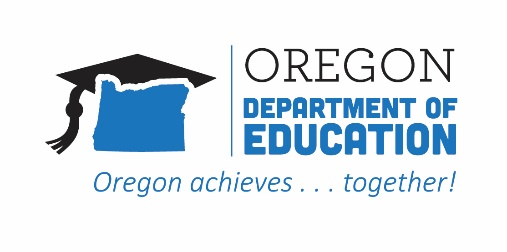 OREGON
DEPARTMENT OF
EDUCATION
Oregon achieves . . . together!